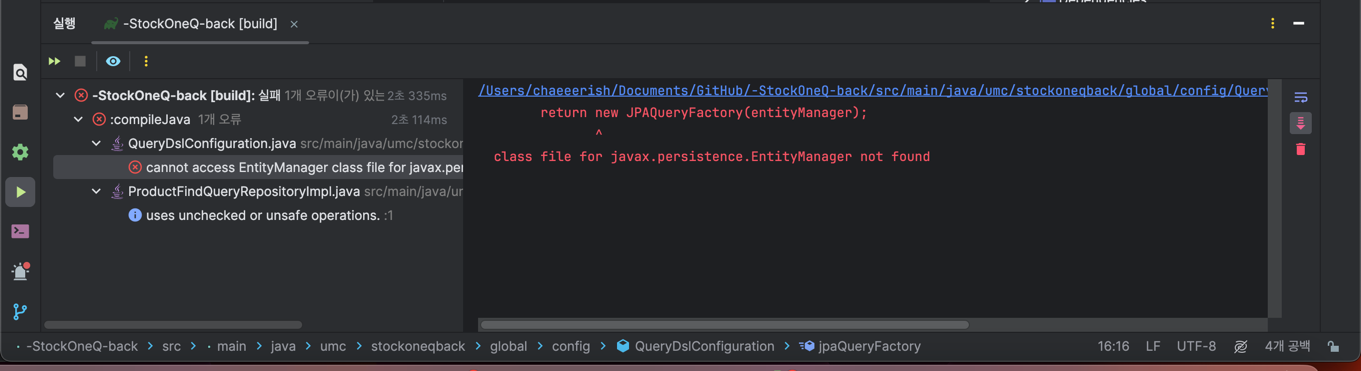 실행 -StockOneQ-back [build]
-StockOneQ-back [build]: 실패 1개 오류이(가) 있는 2초 335ms
:compileJava 1개 오류 2초 114ms
QueryDslConfiguration.java src/main/java/umc/stocko
cannot access EntityManager class file for javax.per
ProductFindQueryRepositoryImpl.java src/main/java/ur
uses unchecked or unsafe operations. :1
/Users/chaeeerish/Documents/GitHub/-StockOneQ-back/src/main/java/umc/stockoneqback/global/config/Query
return new JPAQueryFactory(entityManager);
^
class file for javax.persistence.EntityManager not found
-StockOneQ-back > src > main > java > umc > stockoneqback > global > config > QueryDslConfiguration > jpaQueryFactory 16:16 LF UTF-8 4개 공백